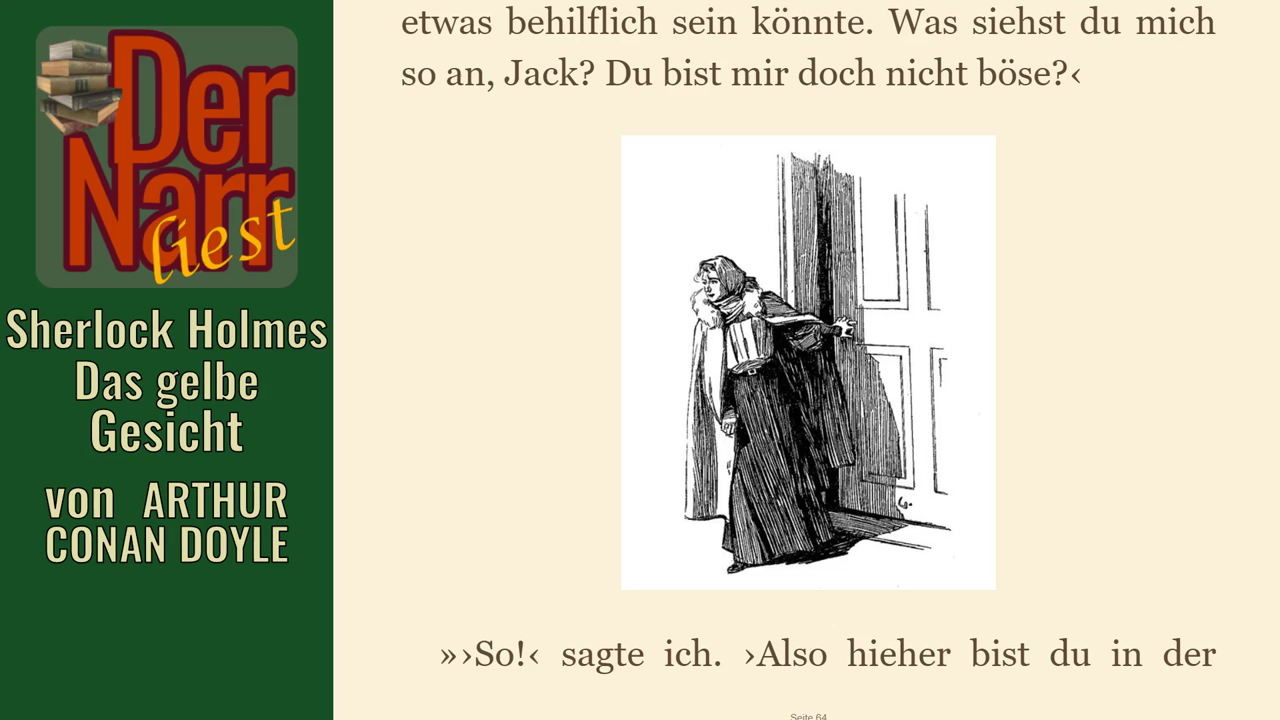 Der
Narr
liest
Sherlock Holmes
Das gelbe
Gesicht
von ARTHUR
CONAN DOYLE
etwas behilflich sein könnte. Was siehst du mich
so an, Jack? Du bist mir doch nicht böse?‹
»›So!‹ sagte ich. ›Also hieher bist du in der
Seite 64